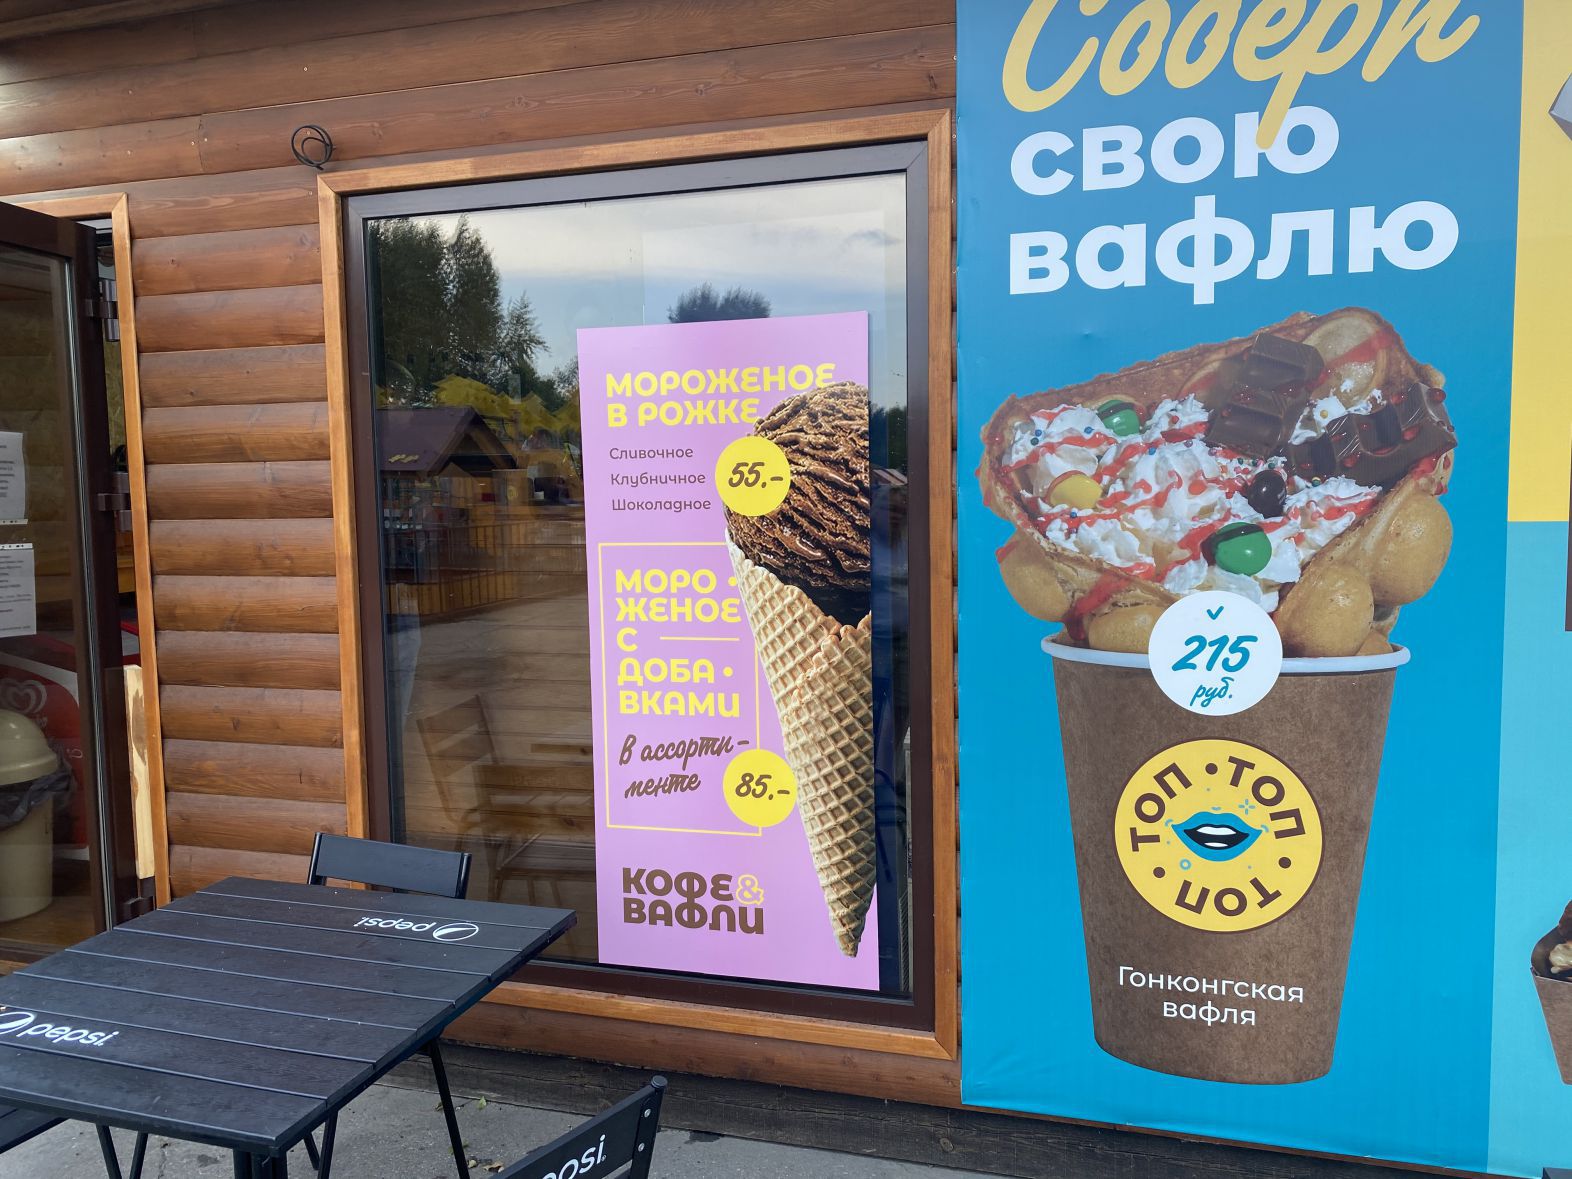 Собери
свою
вафлю
МОРОЖЕНОЕ
В РОЖКЕ
Сливочное
Клубничное
Шоколадное
55.-
МОРО •
ЖЕНОЕ
С
ДОБА •
ВКАМИ
В ассорти-
менте
85.-
КОФЕ &
ВАФЛИ
215
руб.
ТОП • ТОП • ТОП •
Гонконгская
вафля
pepsi
pepsi.
pepsi.